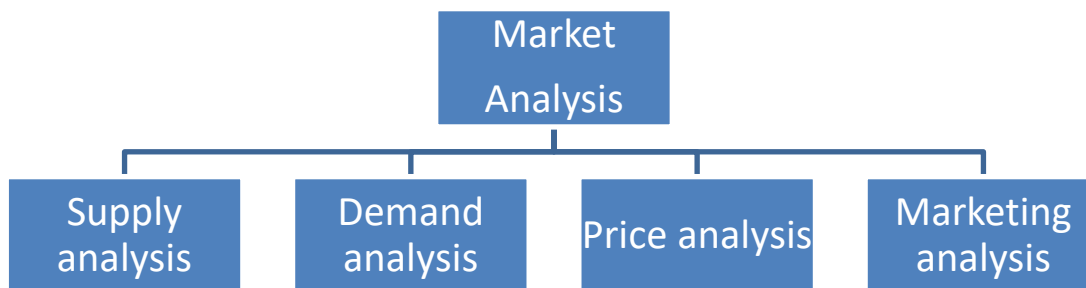 Market
Analysis
Supply
analysis
Demand
analysis
Price analysis
Marketing
analysis